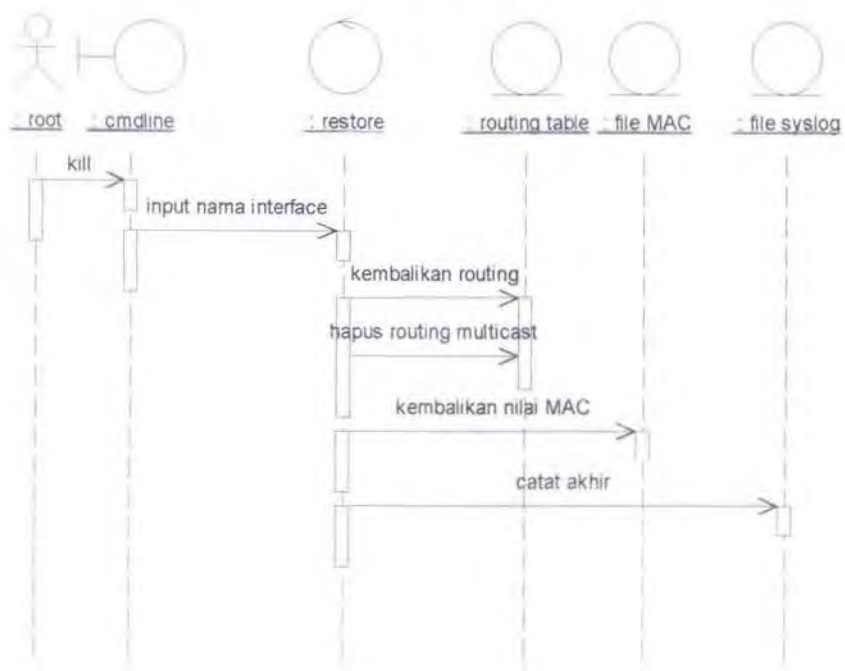 : root
: cmdline
: restore
: routing table
: file MAC
: file syslog
kill
input nama interface
kembalikan routing
hapus routing multicast
kembalikan nilai MAC
catat akhir